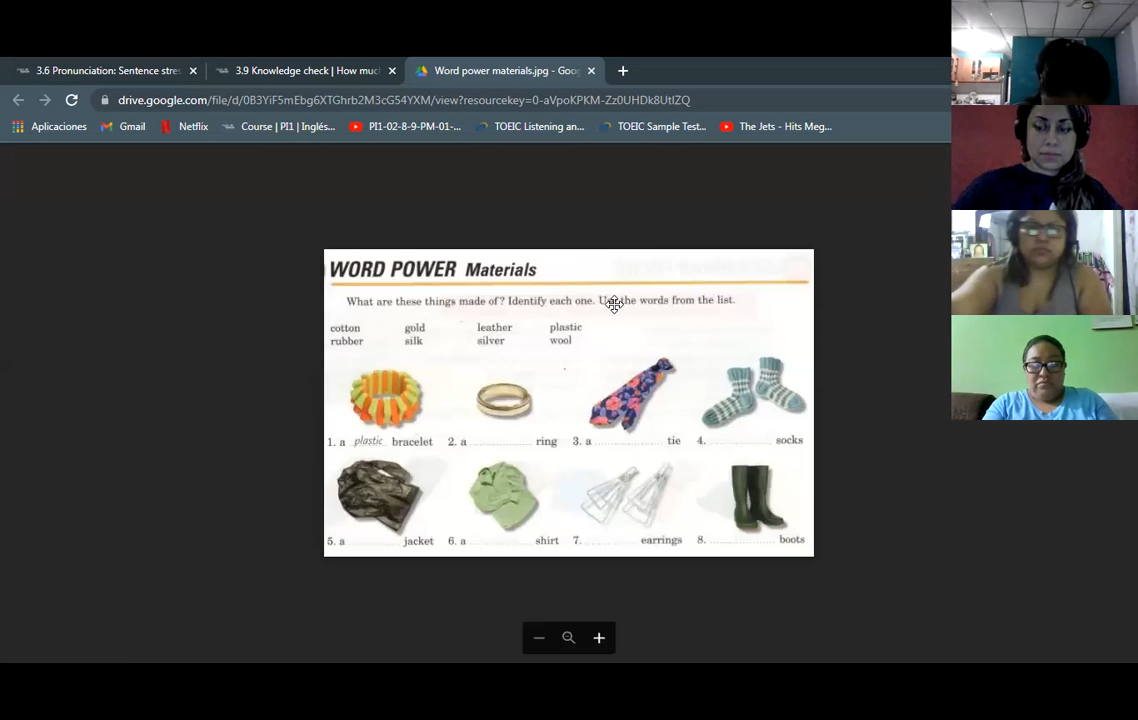 3.6 Pronunciation: Sentence stres
3.9 Knowledge check | How muc
Word power materials.jpg - Goog
drive.google.com/file/d/0B3YiF5mEbg6XTGhrb2M3cG54YXM/view?resourcekey=0-aVpoKPKM-Zz0UHDk8UtIZQ
Aplicaciones
Gmail
Netflix
Course | PI1 | Inglés...
PI1-02-8-9-PM-01-...
TOEIC Listening an...
TOEIC Sample Test...
The Jets - Hits Meg...
WORD POWER Materials
What are these things made of? Identify each one. Use the words from the list.
cotton gold leather plastic
rubber silk silver wool
1. a plastic bracelet 2. a ring 3. a tie 4. socks
5. a jacket 6. a shirt 7. earrings 8. boots